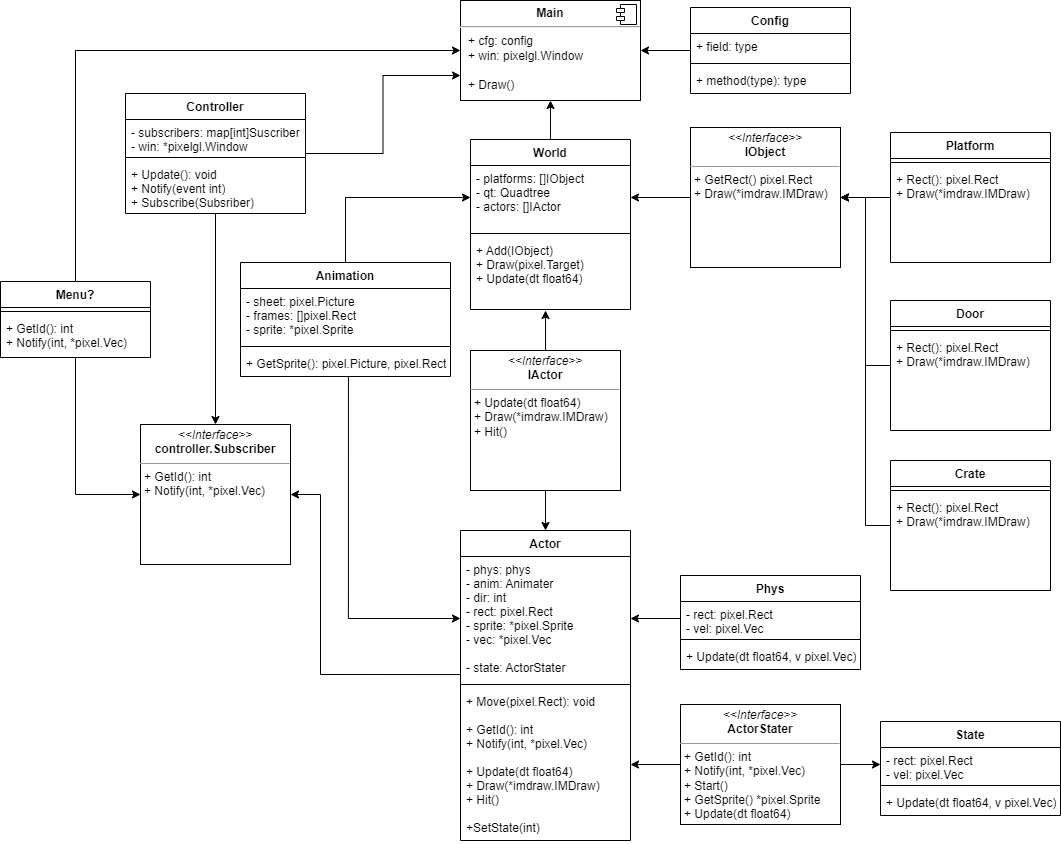 Main
+ cfg: config
+ win: pixelgl.Window
+ Draw()
Config
+ field: type
+ method(type): type
Controller
- subscribers: map[int]Suscriber
- win: *pixelgl.Window
+ Update(): void
+ Notify(event int)
+ Subscribe(Subsriber)
World
- platforms: []IObject
- qt: Quadtree
- actors: []IActor
+ Add(IObject)
+ Draw(pixel.Target)
+ Update(dt float64)
<<Interface>>
IObject
+ GetRect() pixel.Rect
+ Draw(*imdraw.IMDraw)
Platform
+ Rect(): pixel.Rect
+ Draw(*imdraw.IMDraw)
Menu?
+ GetId(): int
+ Notify(int, *pixel.Vec)
Animation
- sheet: pixel.Picture
- frames: []pixel.Rect
- sprite: *pixel.Sprite
+ GetSprite(): pixel.Picture, pixel.Rect
Door
+ Rect(): pixel.Rect
+ Draw(*imdraw.IMDraw)
<<Interface>>
IActor
+ Update(dt float64)
+ Draw(*imdraw.IMDraw)
+ Hit()
<<Interface>>
controller.Subscriber
+ GetId(): int
+ Notify(int, *pixel.Vec)
Crate
+ Rect(): pixel.Rect
+ Draw(*imdraw.IMDraw)
Actor
- phys: phys
- anim: Animater
- dir: int
- rect: pixel.Rect
- sprite: *pixel.Sprite
- vec: *pixel.Vec
- state: ActorStater
+ Move(pixel.Rect): void
+ GetId(): int
+ Notify(int, *pixel.Vec)
+ Update(dt float64)
+ Draw(*imdraw.IMDraw)
+ Hit()
+SetState(int)
Phys
- rect: pixel.Rect
- vel: pixel.Vec
+ Update(dt float64, v pixel.Vec)
<<Interface>>
ActorStater
+ GetId(): int
+ Notify(int, *pixel.Vec)
+ Start()
+ GetSprite() *pixel.Sprite
+ Update(dt float64)
State
- rect: pixel.Rect
- vel: pixel.Vec
+ Update(dt float64, v pixel.Vec)